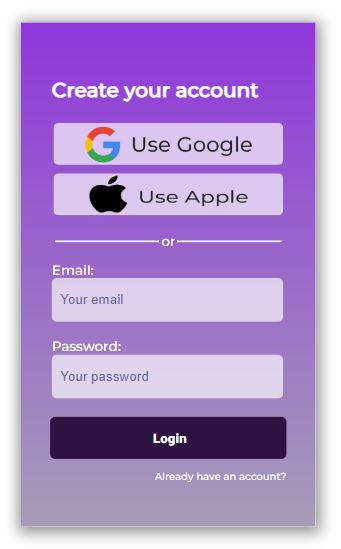 Create your account
Use Google
Use Apple
or
Email:
Your email
Password:
Your password
Login
Already have an account?